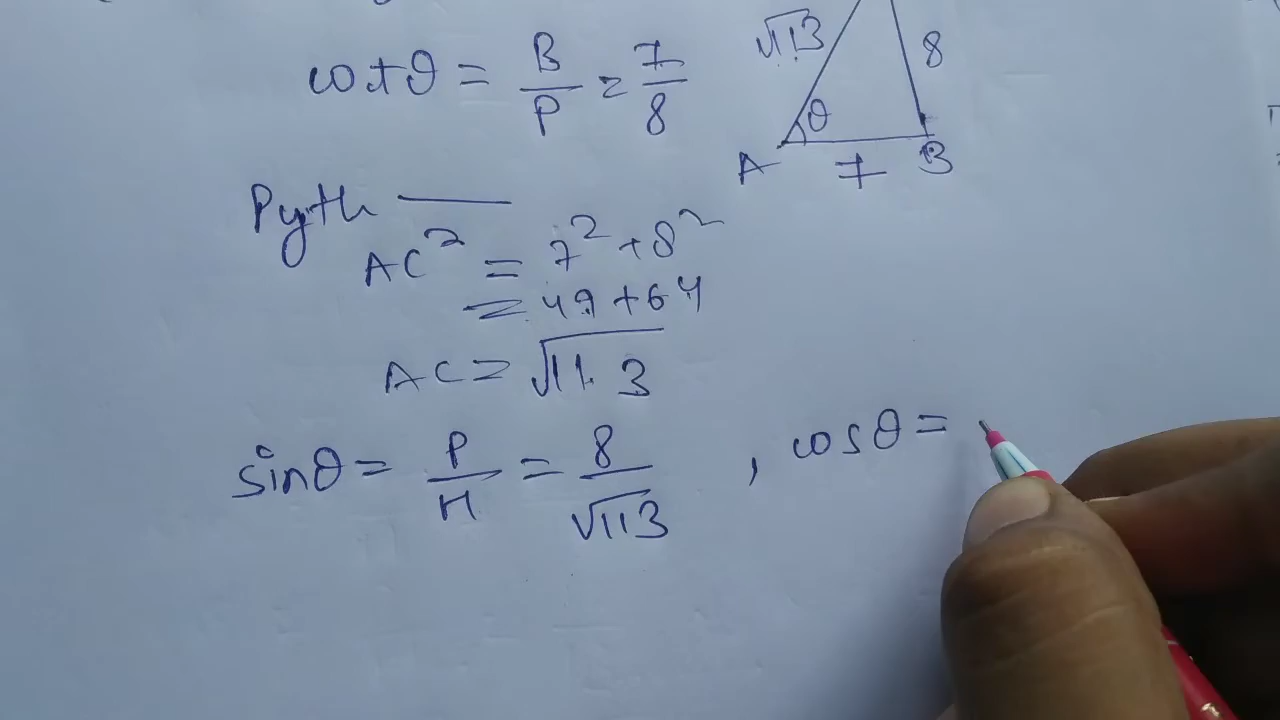 cotθ = B/P = 7/8
√113
8
θ
A 7 B
Pyth
AC² = 7² + 8²
= 49 + 64
AC = √113
sinθ = P/H = 8/√113 , cosθ =